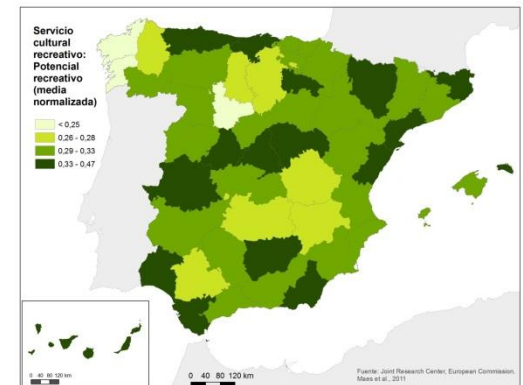 Servicio
cultural
recreativo:
Potencial
recreativo
(media
normalizada)
< 0,25
0,26 - 0,28
0,29 - 0,33
0,33 - 0,47
0 40 80 120 km
0 40 80 120 km
Fuente: Joint Research Center, European Commission.
Maes et al., 2011